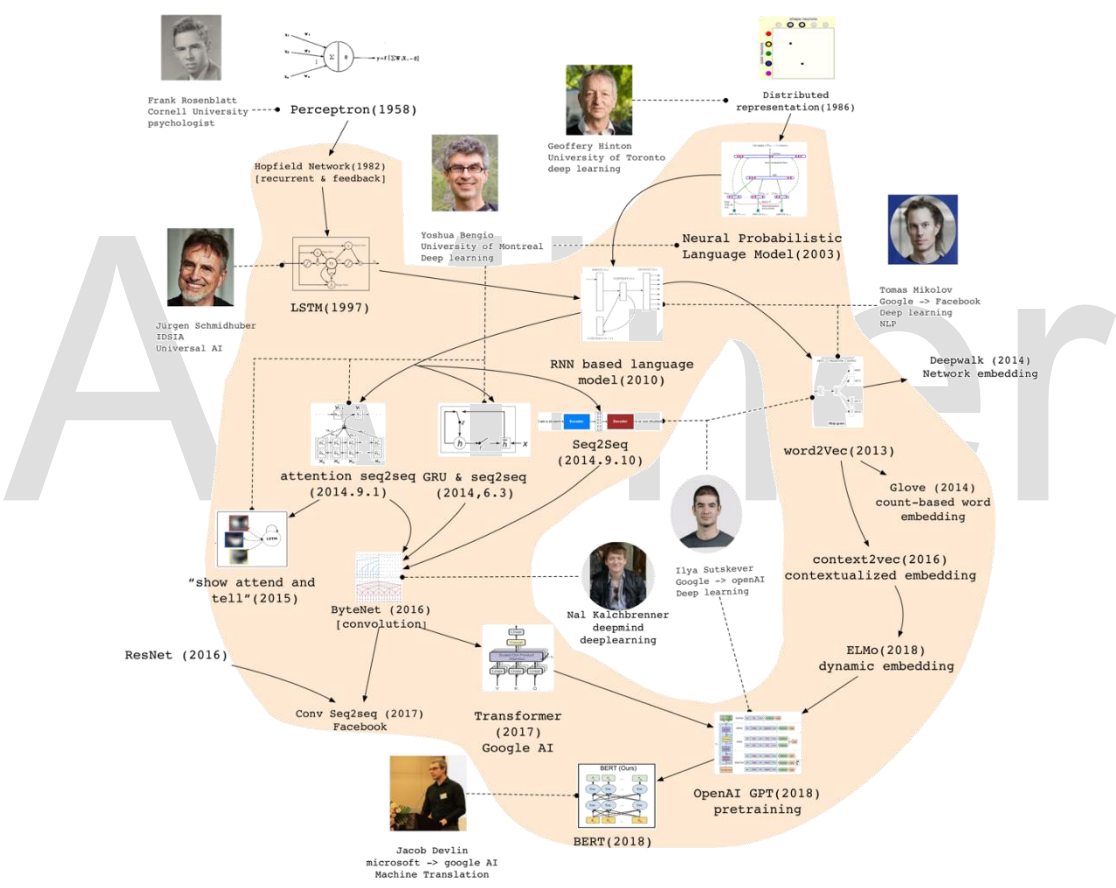 y=f(ΣWᵢXᵢ-θ)
Frank Rosenblatt
Cornell University
psychologist
Perceptron(1958)
Distributed
representation(1986)
Geoffery Hinton
University of Toronto
deep learning
Hopfield Network(1982)
[recurrent & feedback]
Yoshua Bengio
University of Montreal
Deep learning
Neural Probabilistic
Language Model(2003)
Tomas Mikolov
Google -> Facebook
Deep learning
NLP
LSTM(1997)
Jürgen Schmidhuber
IDSIA
Universal AI
RNN based language
model(2010)
Deepwalk (2014)
Network embedding
attention seq2seq
(2014.9.1)
GRU & seq2seq
(2014,6.3)
Seq2Seq
(2014.9.10)
word2Vec(2013)
Glove (2014)
count-based word
embedding
LSTM
"show attend and
tell"(2015)
ByteNet (2016)
[convolution]
Nal Kalchbrenner
deepmind
deeplearning
Ilya Sutskever
Google -> openAI
Deep learning
context2vec(2016)
contextualized embedding
ResNet (2016)
ELMo(2018)
dynamic embedding
Conv Seq2seq (2017)
Facebook
Transformer
(2017)
Google AI
OpenAI GPT(2018)
pretraining
BERT (Ours)
BERT(2018)
Jacob Devlin
microsoft -> google AI
Machine Translation